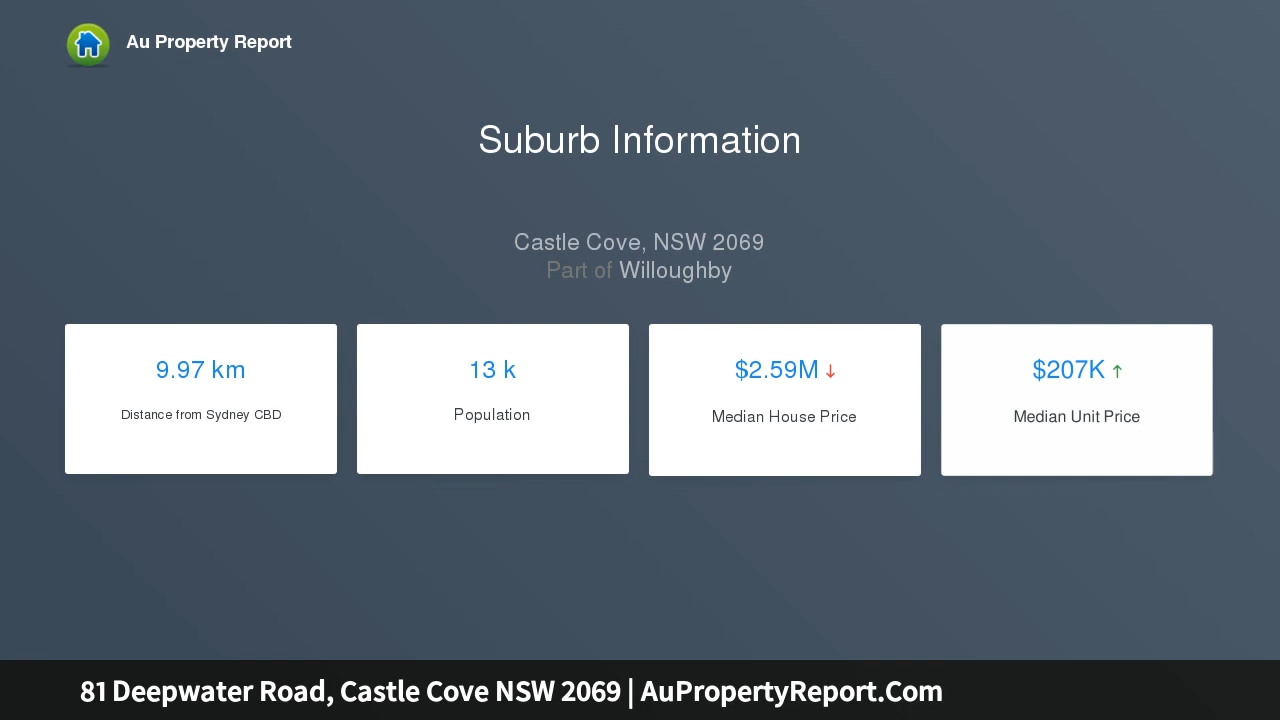 Au Property Report
Suburb Information
Castle Cove, NSW 2069
Part of Willoughby
9.97 km
Distance from Sydney CBD
13 k
Population
$2.59M ↓
Median House Price
$207K ↑
Median Unit Price
81 Deepwater Road, Castle Cove NSW 2069 | AuPropertyReport.Com